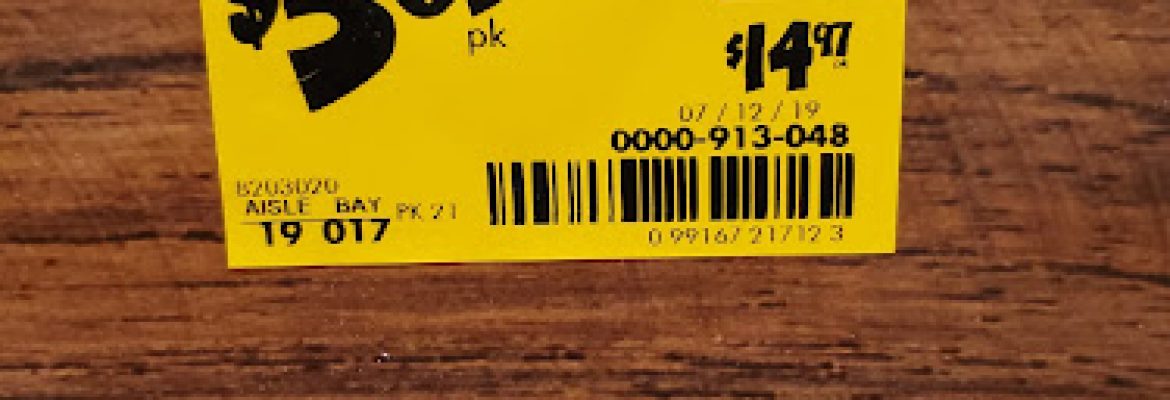 pk
$14.97
07 / 12 / 19
0000-913-048
8203020
AISLE BAY PK 21
19 017
0 99167 21712 3